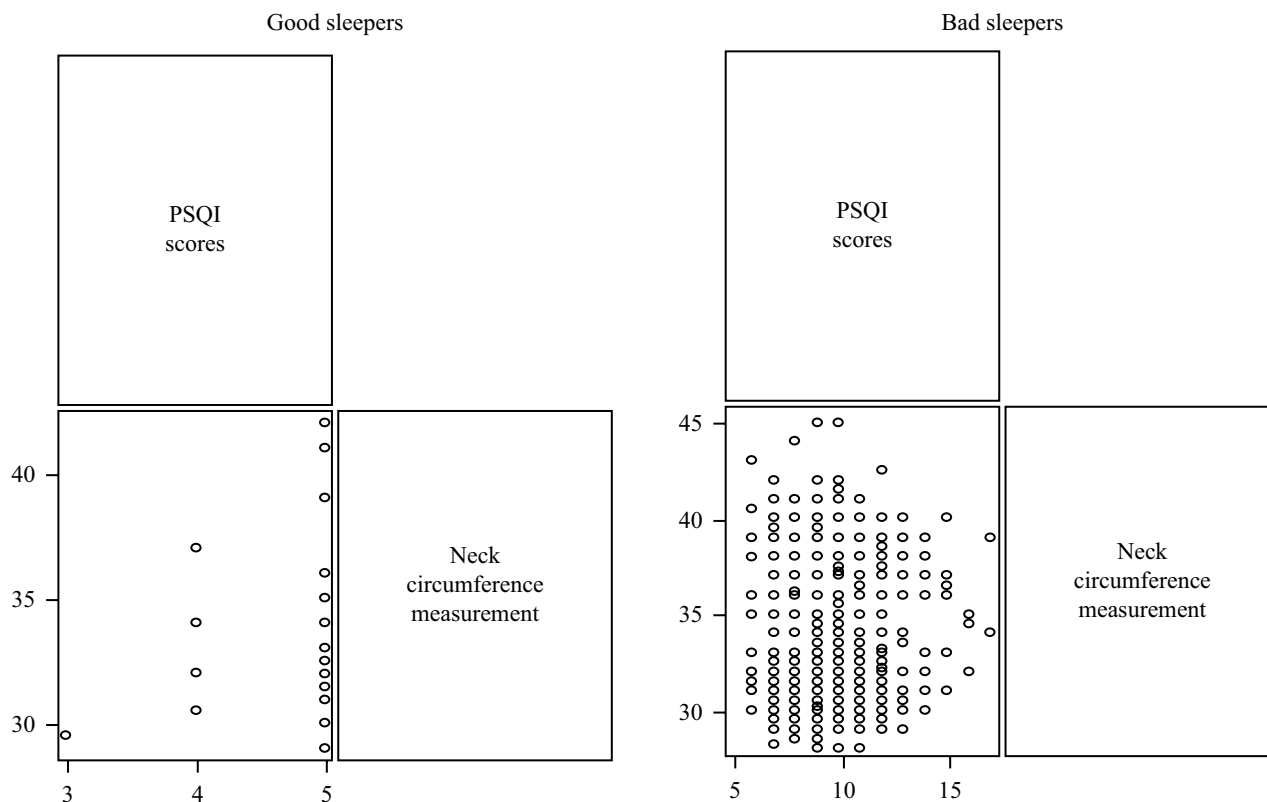 Good sleepers
Bad sleepers
PSQI
scores
PSQI
scores
40
35
30
Neck
circumference
measurement
3
4
5
45
40
35
30
Neck
circumference
measurement
5
10
15